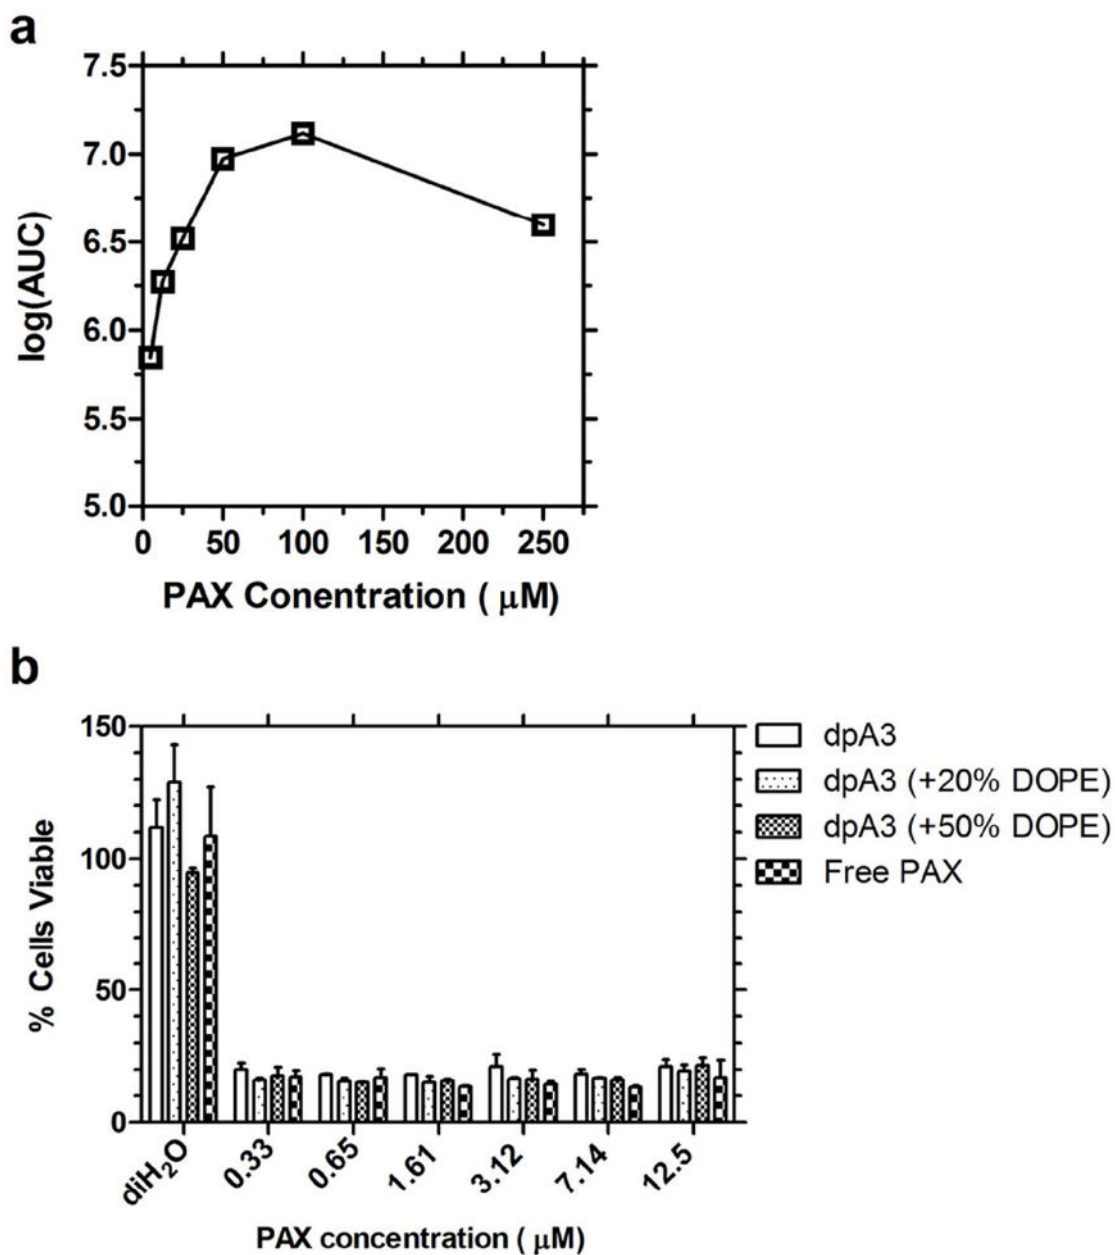 a
7.5
7.0
6.5
6.0
5.5
5.0
log(AUC)
0 50 100 150 200 250
PAX Conentration ( μM)
b
150
100
50
0
% Cells Viable
dpA3
dpA3 (+20% DOPE)
dpA3 (+50% DOPE)
Free PAX
diH₂O 0.33 0.65 1.61 3.12 7.14 12.5
PAX concentration ( μM)